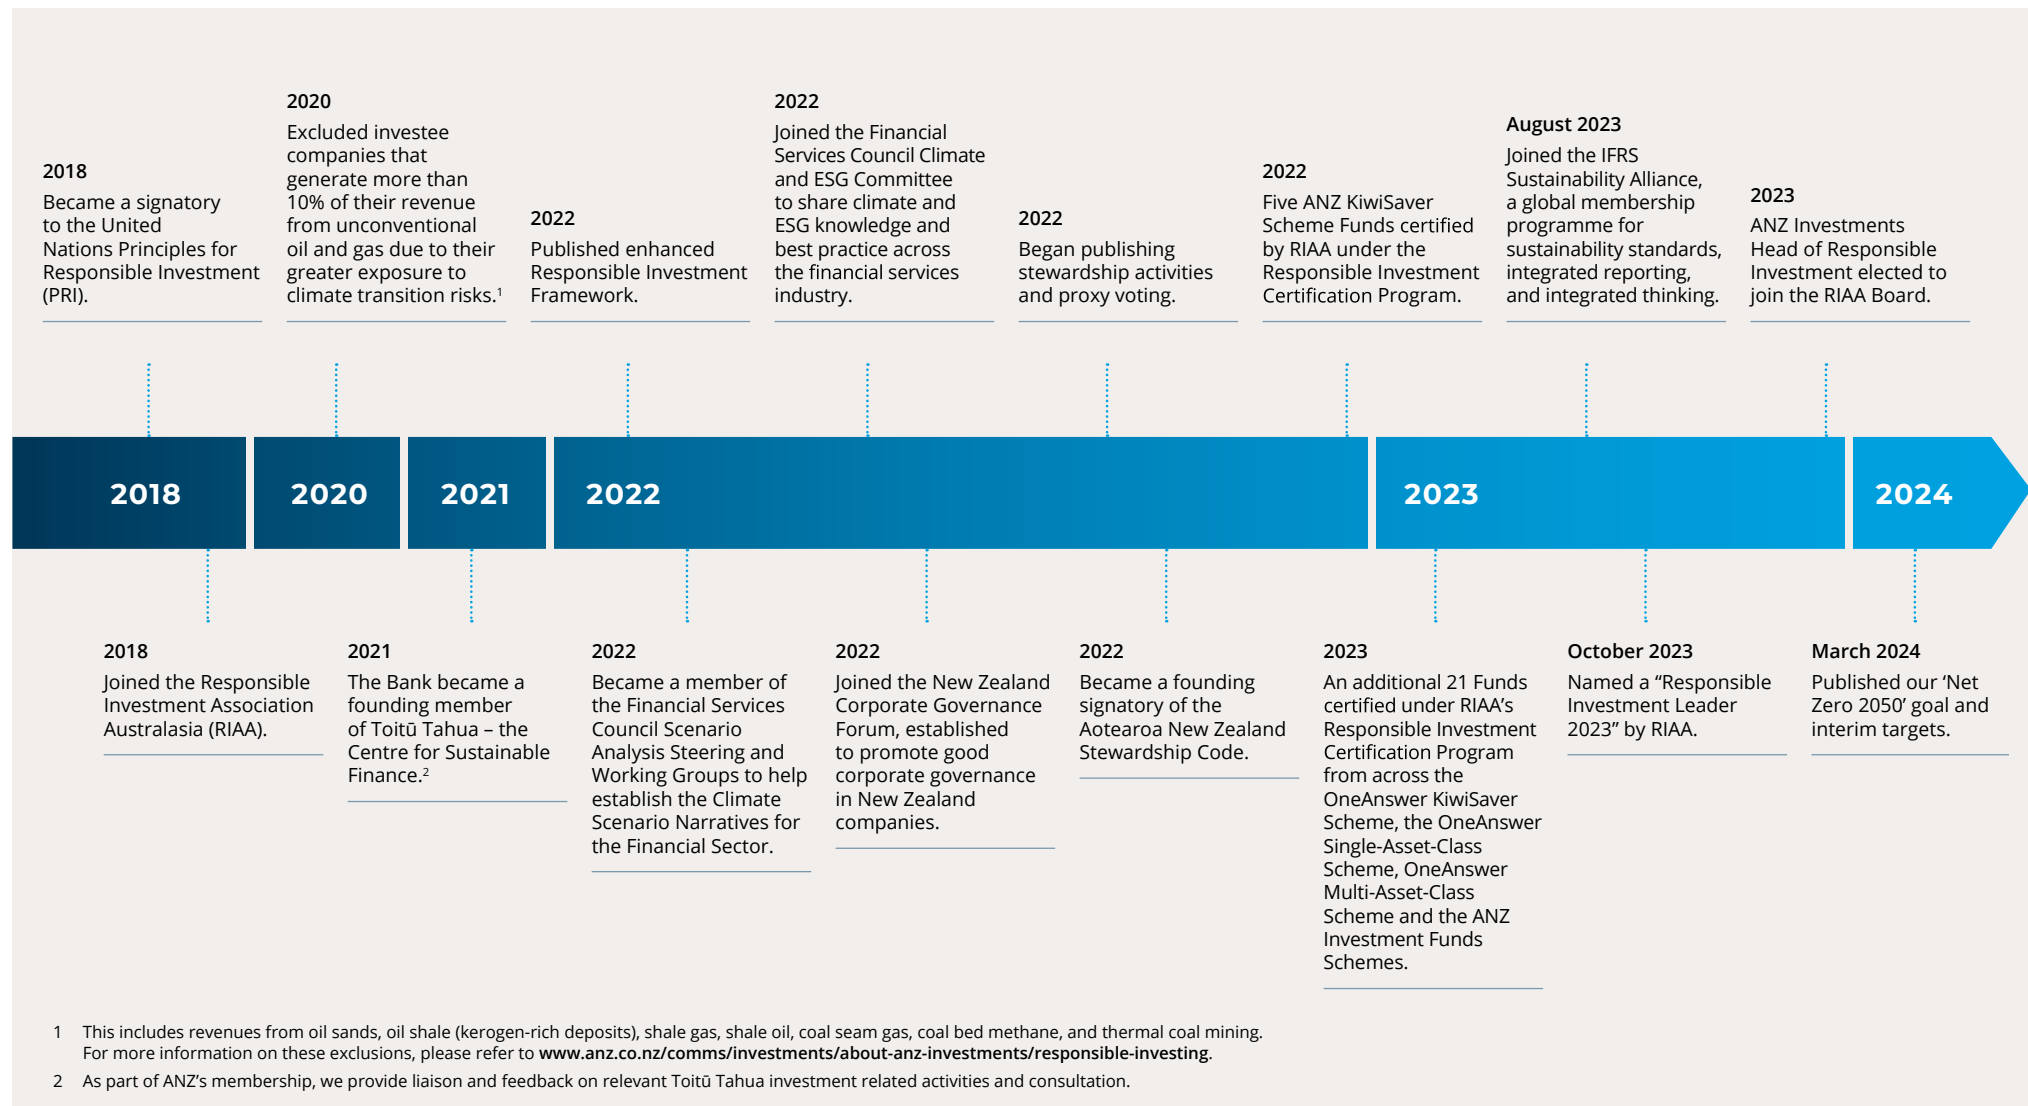 2018
Became a signatory
to the United
Nations Principles for
Responsible Investment
(PRI).
2020
Excluded investee
companies that
generate more than
10% of their revenue
from unconventional
oil and gas due to their
greater exposure to
climate transition risks.1
2022
Published enhanced
Responsible Investment
Framework.
2022
Joined the Financial
Services Council Climate
and ESG Committee
to share climate and
ESG knowledge and
best practice across
the financial services
industry.
2022
Began publishing
stewardship activities
and proxy voting.
2022
Five ANZ KiwiSaver
Scheme Funds certified
by RIAA under the
Responsible Investment
Certification Program.
August 2023
Joined the IFRS
Sustainability Alliance,
a global membership
programme for
sustainability standards,
integrated reporting,
and integrated thinking.
2023
ANZ Investments
Head of Responsible
Investment elected to
join the RIAA Board.
2018
2020
2021
2022
2023
2024
2018
Joined the Responsible
Investment Association
Australasia (RIAA).
2021
The Bank became a
founding member
of Toitū Tahua – the
Centre for Sustainable
Finance.2
2022
Became a member of
the Financial Services
Council Scenario
Analysis Steering and
Working Groups to help
establish the Climate
Scenario Narratives for
the Financial Sector.
2022
Joined the New Zealand
Corporate Governance
Forum, established
to promote good
corporate governance
in New Zealand
companies.
2022
Became a founding
signatory of the
Aotearoa New Zealand
Stewardship Code.
2023
An additional 21 Funds
certified under RIAA’s
Responsible Investment
Certification Program
from across the
OneAnswer KiwiSaver
Scheme, the OneAnswer
Single-Asset-Class
Scheme, OneAnswer
Multi-Asset-Class
Scheme and the ANZ
Investment Funds
Schemes.
October 2023
Named a “Responsible
Investment Leader
2023” by RIAA.
March 2024
Published our ‘Net
Zero 2050’ goal and
interim targets.
1 This includes revenues from oil sands, oil shale (kerogen-rich deposits), shale gas, shale oil, coal seam gas, coal bed methane, and thermal coal mining.
For more information on these exclusions, please refer to www.anz.co.nz/comms/investments/about-anz-investments/responsible-investing.
2 As part of ANZ’s membership, we provide liaison and feedback on relevant Toitū Tahua investment related activities and consultation.